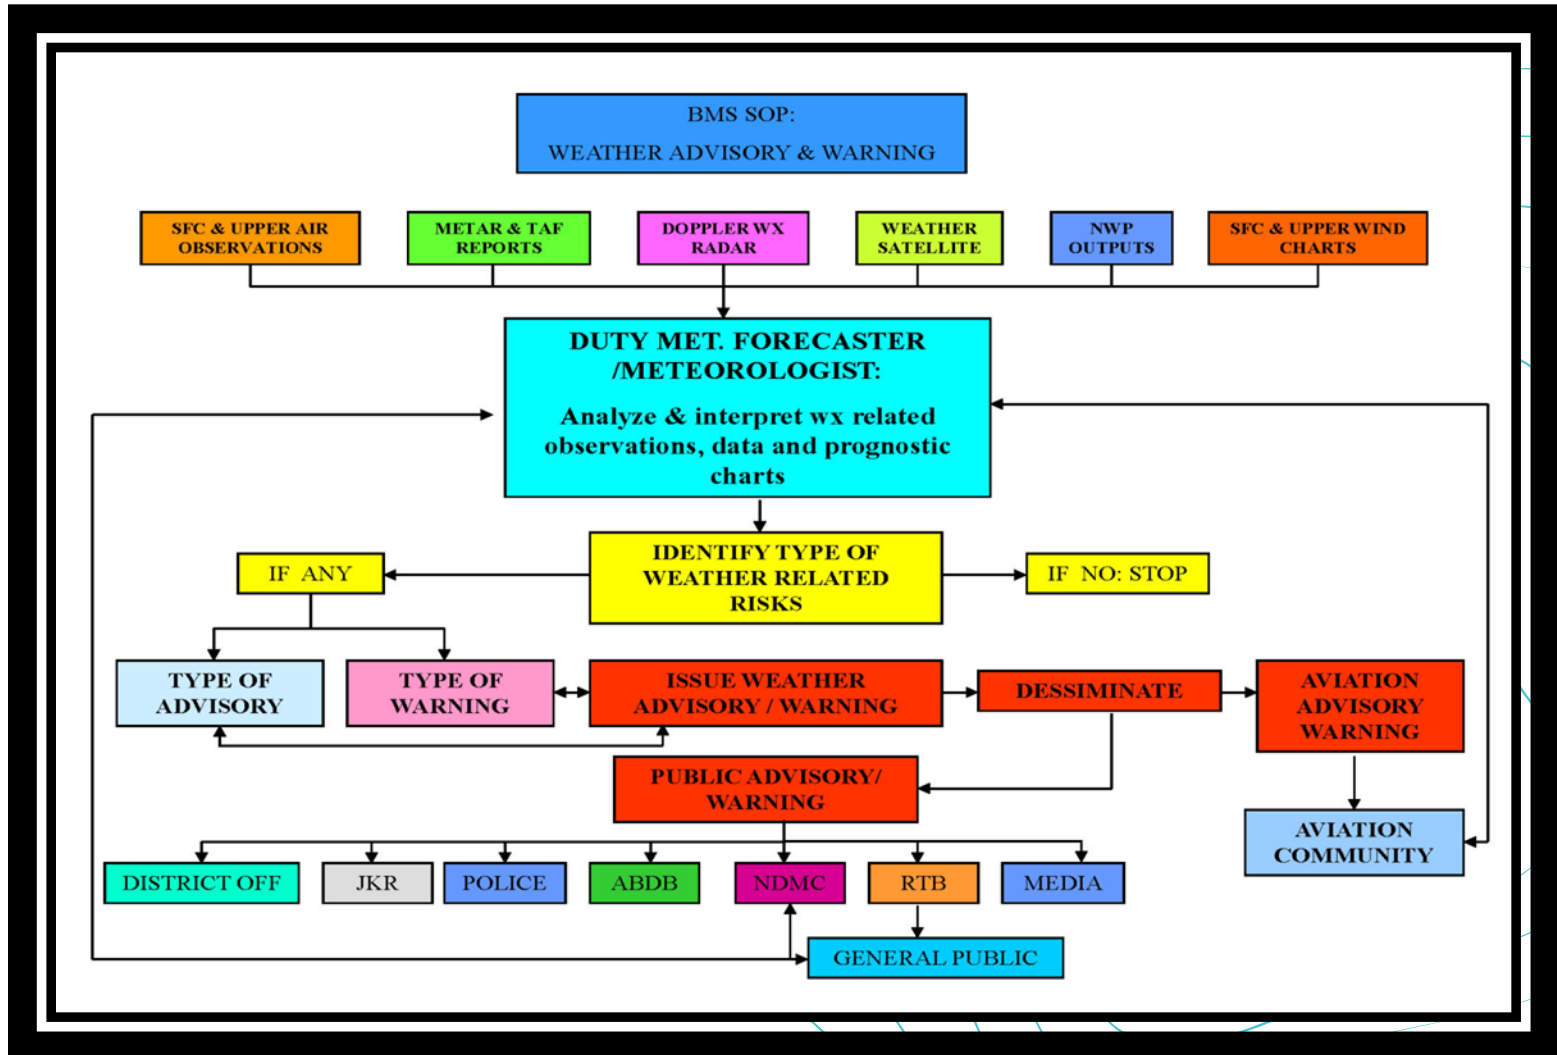 BMS SOP:
WEATHER ADVISORY & WARNING
SFC & UPPER AIR
OBSERVATIONS
METAR & TAF
REPORTS
DOPPLER WX
RADAR
WEATHER
SATELLITE
NWP
OUTPUTS
SFC & UPPER WIND
CHARTS
DUTY MET. FORECASTER
/METEOROLOGIST:
Analyze & interpret wx related
observations, data and prognostic
charts
IDENTIFY TYPE OF
WEATHER RELATED
RISKS
IF ANY
IF NO: STOP
TYPE OF
ADVISORY
TYPE OF
WARNING
ISSUE WEATHER
ADVISORY / WARNING
DESSIMINATE
AVIATION
ADVISORY
WARNING
PUBLIC ADVISORY/
WARNING
AVIATION
COMMUNITY
DISTRICT OFF
JKR
POLICE
ABDB
NDMC
RTB
MEDIA
GENERAL PUBLIC